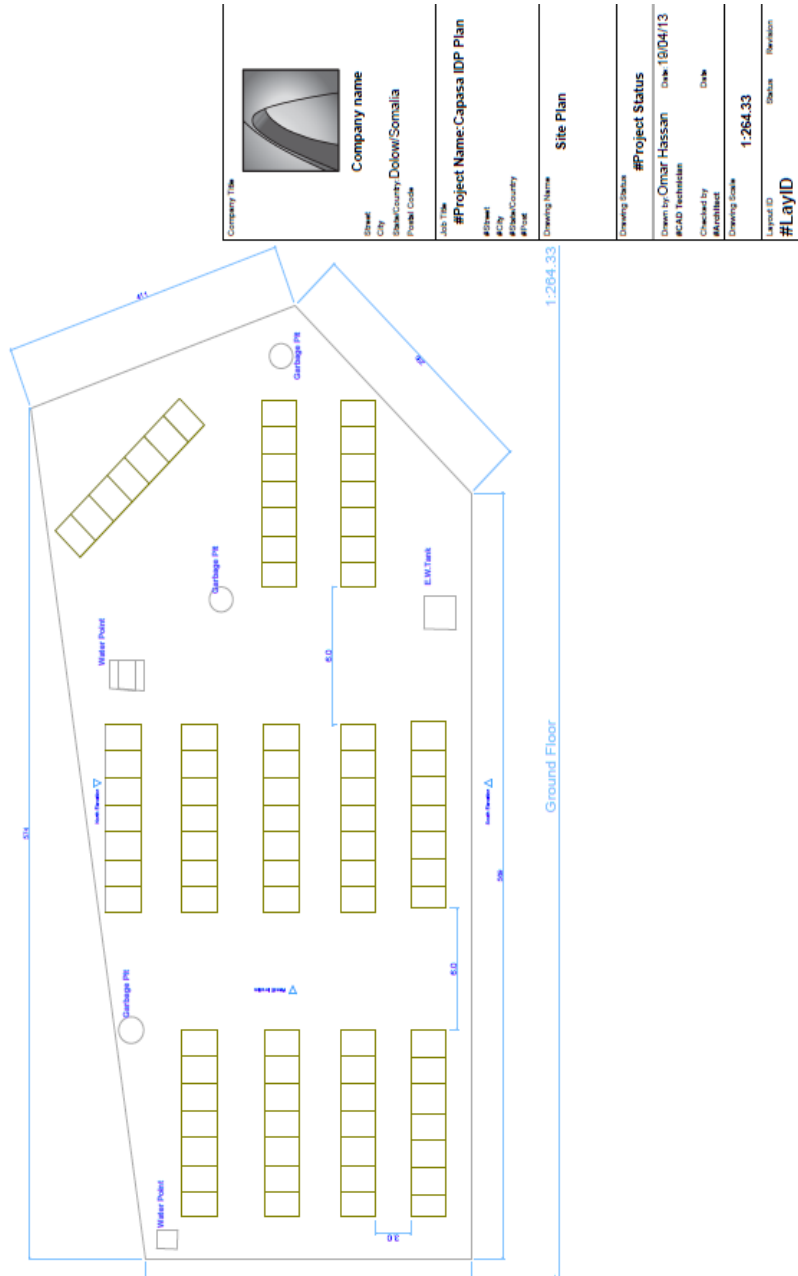 Company Title
Company name
Street
City
State/Country:Dolow/Somalia
Postal Code
Job Title
#Project Name:Capasa IDP Plan
#Street
#City
#State/Country
#Post
Drawing Name
Site Plan
Drawing Status
#Project Status
Drawn by:Omar Hassan
Date:19/04/13
#CAD Technician
Checked by
Date
#Architect
Drawing Scale
1:264.33
Layout ID
Status
Revision
#LayID
Garbage Pit
Garbage Pit
E.W.Tank
Water Point
6.0
574
North Elevation
South Elevation
Ground Floor
1:264.33
Garbage Pit
6.0
Water Point